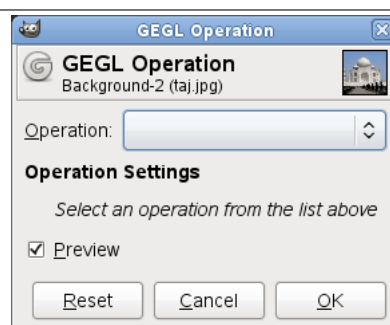 GEGL Operation
GEGL Operation
Background-2 (taj.jpg)
Operation:
Operation Settings
Select an operation from the list above
Preview
Reset Cancel OK